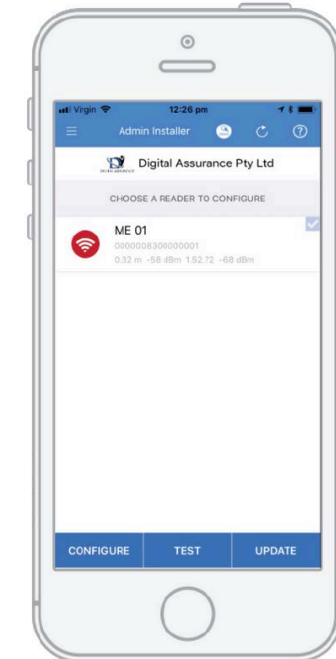 Virgin 12:26 pm
Admin Installer
Digital Assurance Pty Ltd
CHOOSE A READER TO CONFIGURE
ME 01
0000008300000001
0.32 m -58 dBm 1.52.72 -68 dBm
CONFIGURE TEST UPDATE